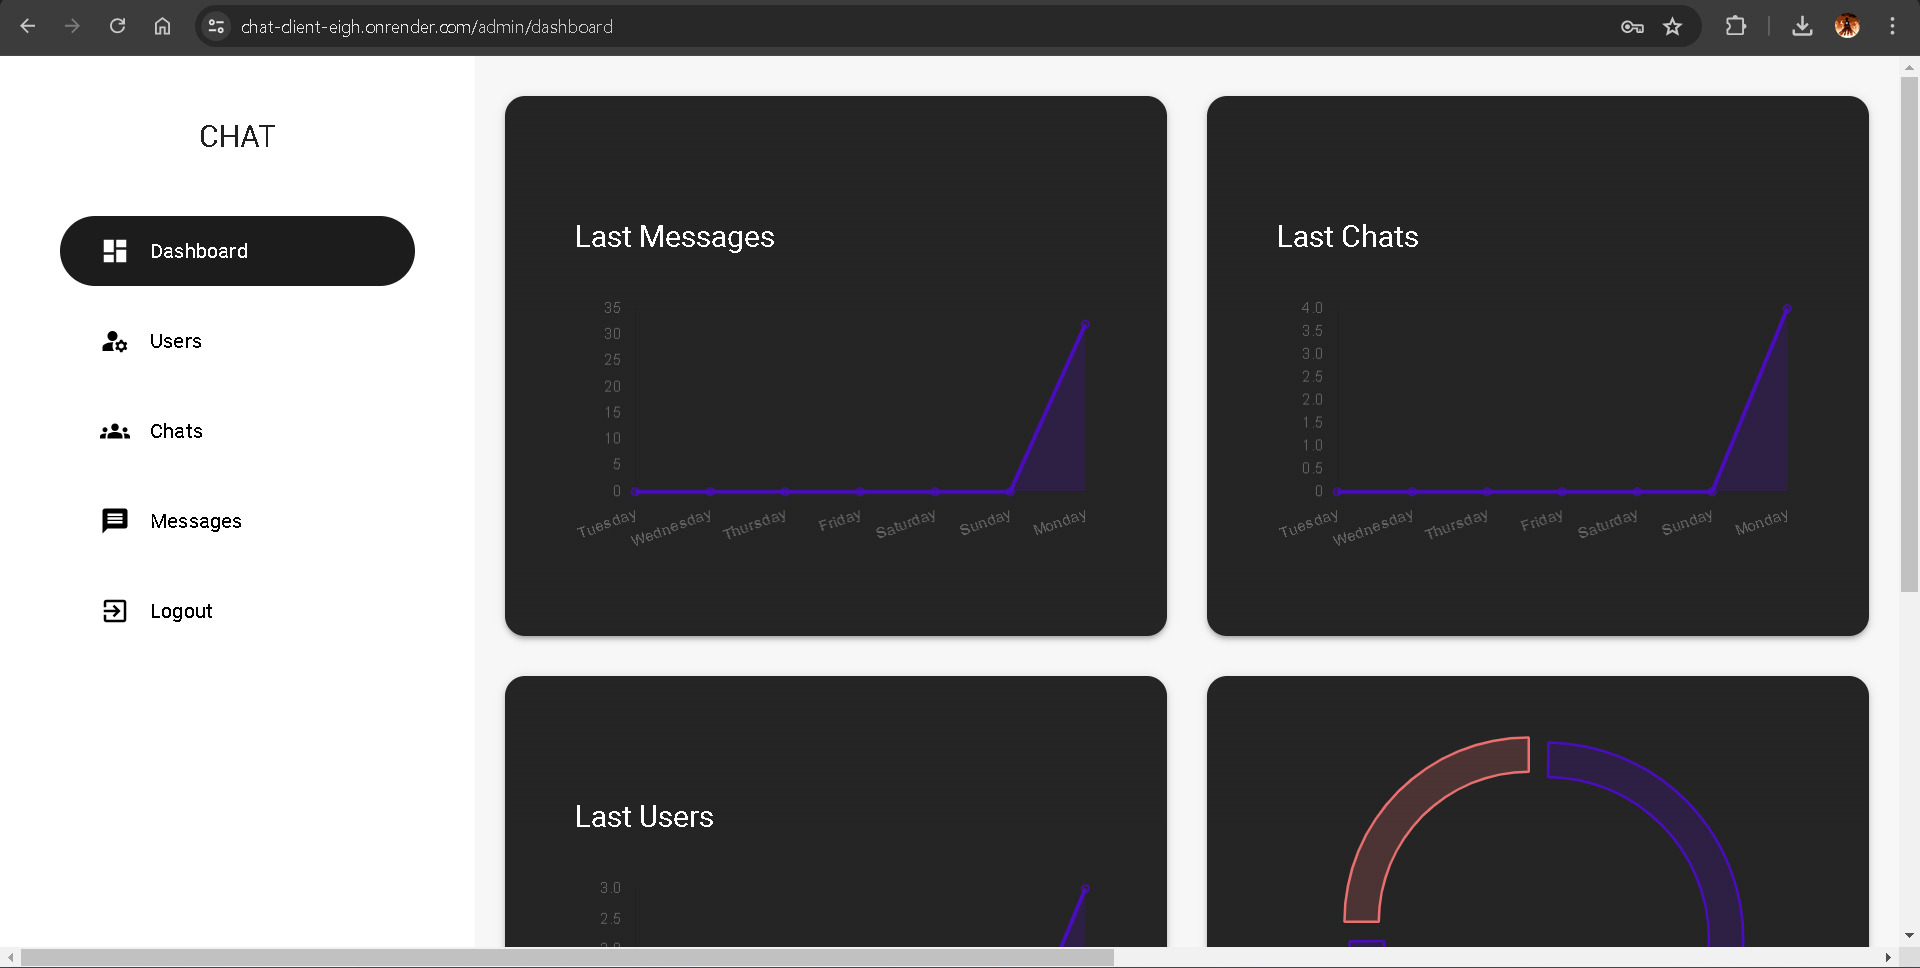 chat-client-eigh.onrender.com/admin/dashboard
CHAT
Dashboard
Users
Chats
Messages
Logout
Last Messages
35
30
25
20
15
10
5
0
Tuesday Wednesday Thursday Friday Saturday Sunday Monday
Last Chats
4.0
3.5
3.0
2.5
2.0
1.5
1.0
0.5
0
Tuesday Wednesday Thursday Friday Saturday Sunday Monday
Last Users
3.0
2.5